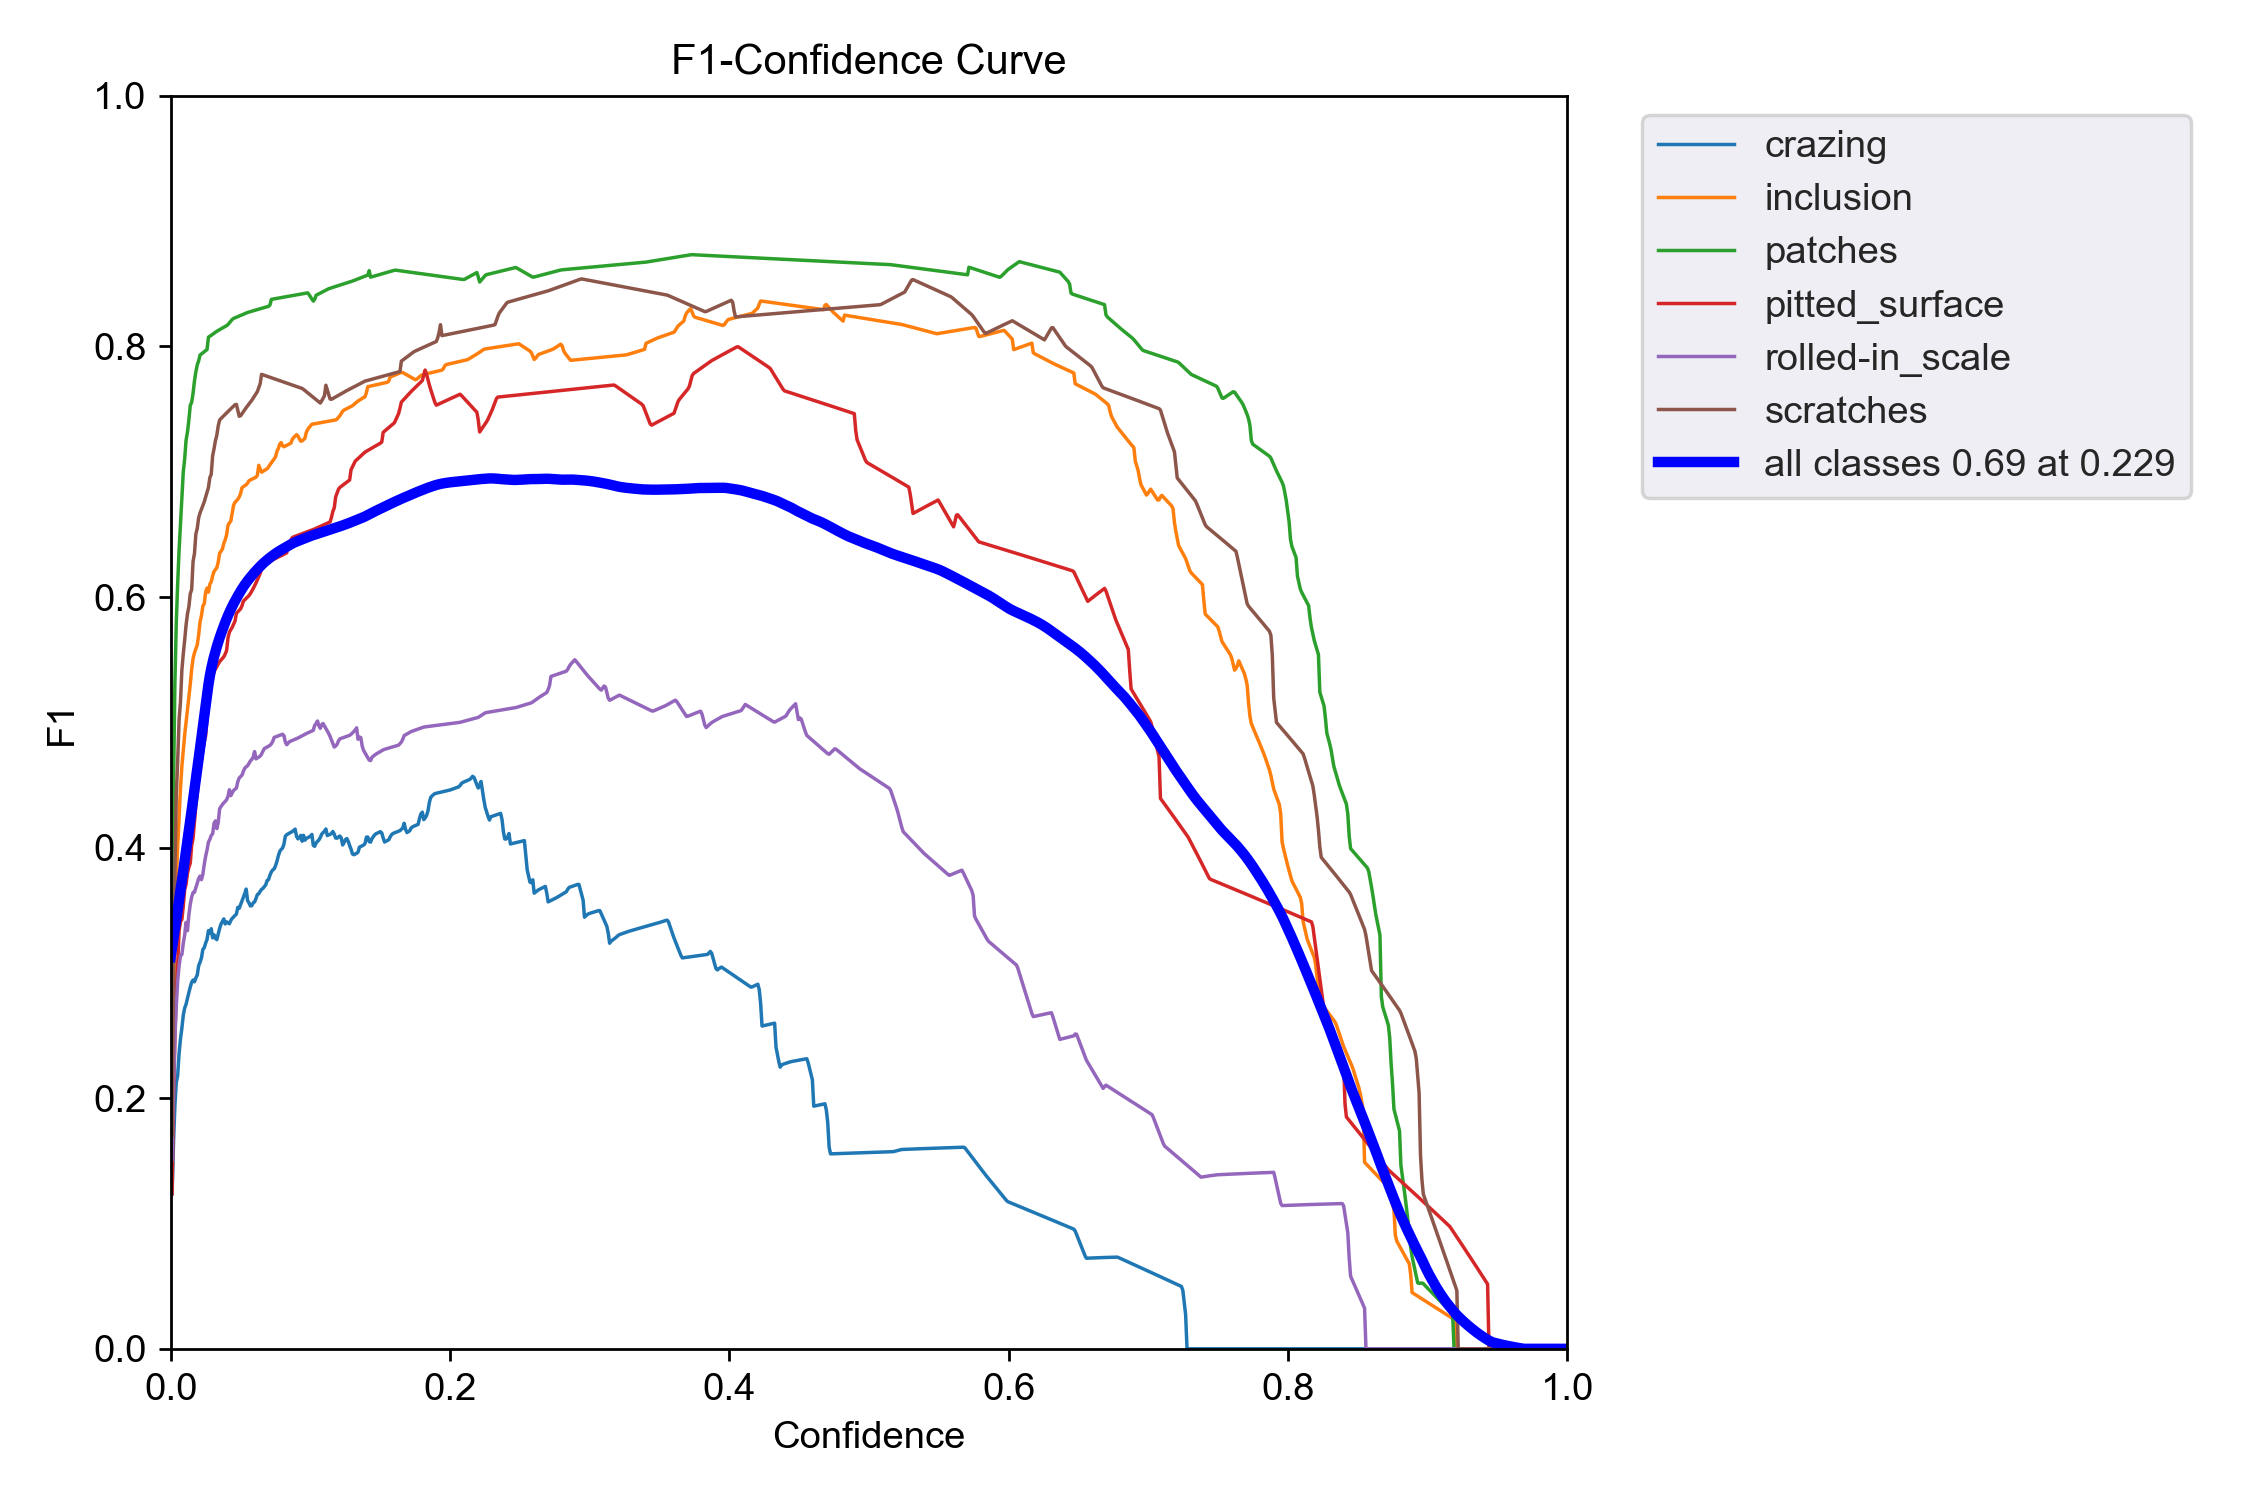 F1-Confidence Curve
1.0
0.8
0.6
0.4
0.2
0.0
F1
0.0 0.2 0.4 0.6 0.8 1.0
Confidence
crazing
inclusion
patches
pitted_surface
rolled-in_scale
scratches
all classes 0.69 at 0.229